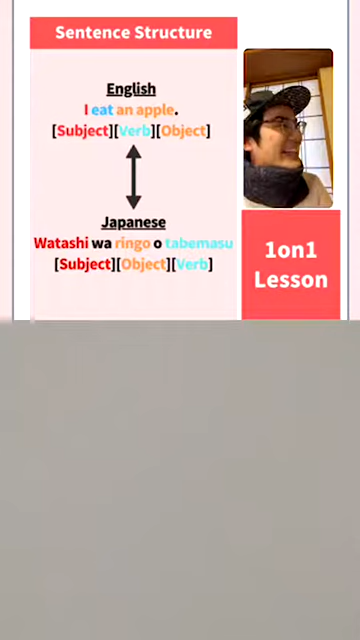 Sentence Structure
English
I eat an apple.
[Subject][Verb][Object]
Japanese
Watashi wa ringo o tabemasu
[Subject][Object][Verb]
1on1
Lesson